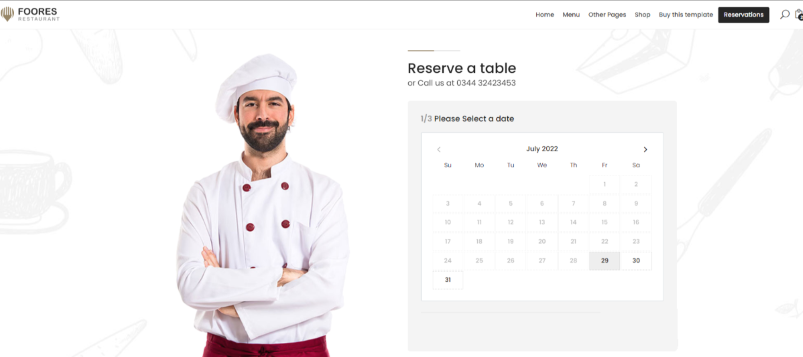 FOORES
RESTAURANT
Home Menu Other Pages Shop Buy this template Reservations
Reserve a table
or Call us at 0344 32423453
1/3 Please Select a date
July 2022
Su Mo Tu We Th Fr Sa
1 2
3 4 5 6 7 8 9
10 11 12 13 14 15 16
17 18 19 20 21 22 23
24 25 26 27 28 29 30
31